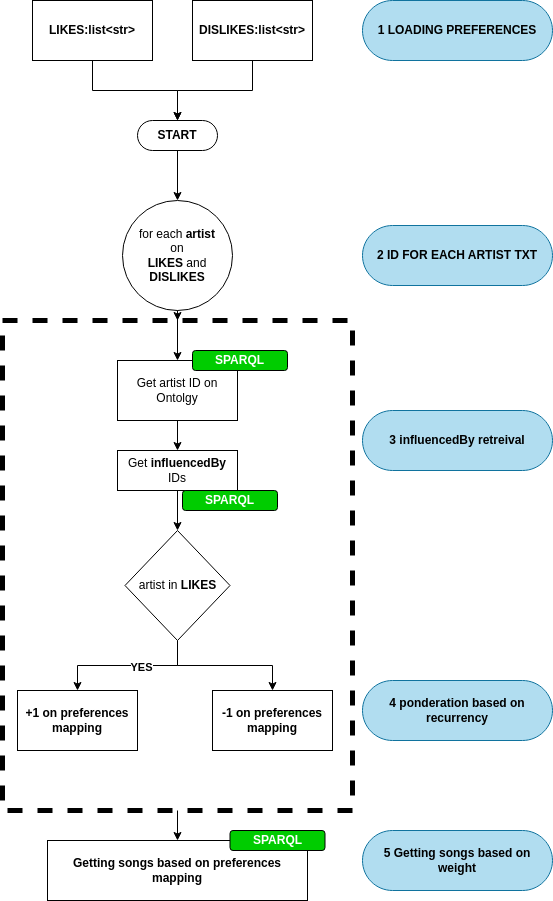 LIKES:list<str>
DISLIKES:list<str>
1 LOADING PREFERENCES
START
for each artist
on
LIKES and
DISLIKES
2 ID FOR EACH ARTIST TXT
SPARQL
Get artist ID on
Ontolgy
3 influencedBy retreival
Get influencedBy
IDs
SPARQL
artist in LIKES
YES
+1 on preferences
mapping
-1 on preferences
mapping
4 ponderation based on
recurrency
SPARQL
Getting songs based on preferences
mapping
5 Getting songs based on
weight